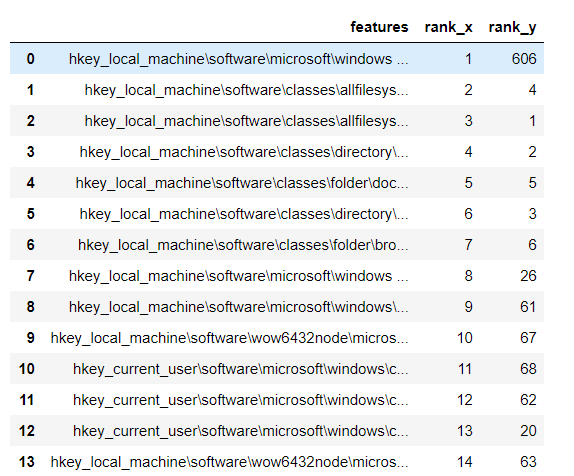 features rank_x rank_y
0 hkey_local_machine\software\microsoft\windows ... 1 606
1 hkey_local_machine\software\classes\allfilesys... 2 4
2 hkey_local_machine\software\classes\allfilesys... 3 1
3 hkey_local_machine\software\classes\directory\... 4 2
4 hkey_local_machine\software\classes\folder\doc... 5 5
5 hkey_local_machine\software\classes\directory\... 6 3
6 hkey_local_machine\software\classes\folder\bro... 7 6
7 hkey_local_machine\software\microsoft\windows ... 8 26
8 hkey_local_machine\software\microsoft\windows\... 9 61
9 hkey_local_machine\software\wow6432node\micros... 10 67
10 hkey_current_user\software\microsoft\windows\c... 11 68
11 hkey_current_user\software\microsoft\windows\c... 12 62
12 hkey_current_user\software\microsoft\windows\c... 13 20
13 hkey_local_machine\software\wow6432node\micros... 14 63